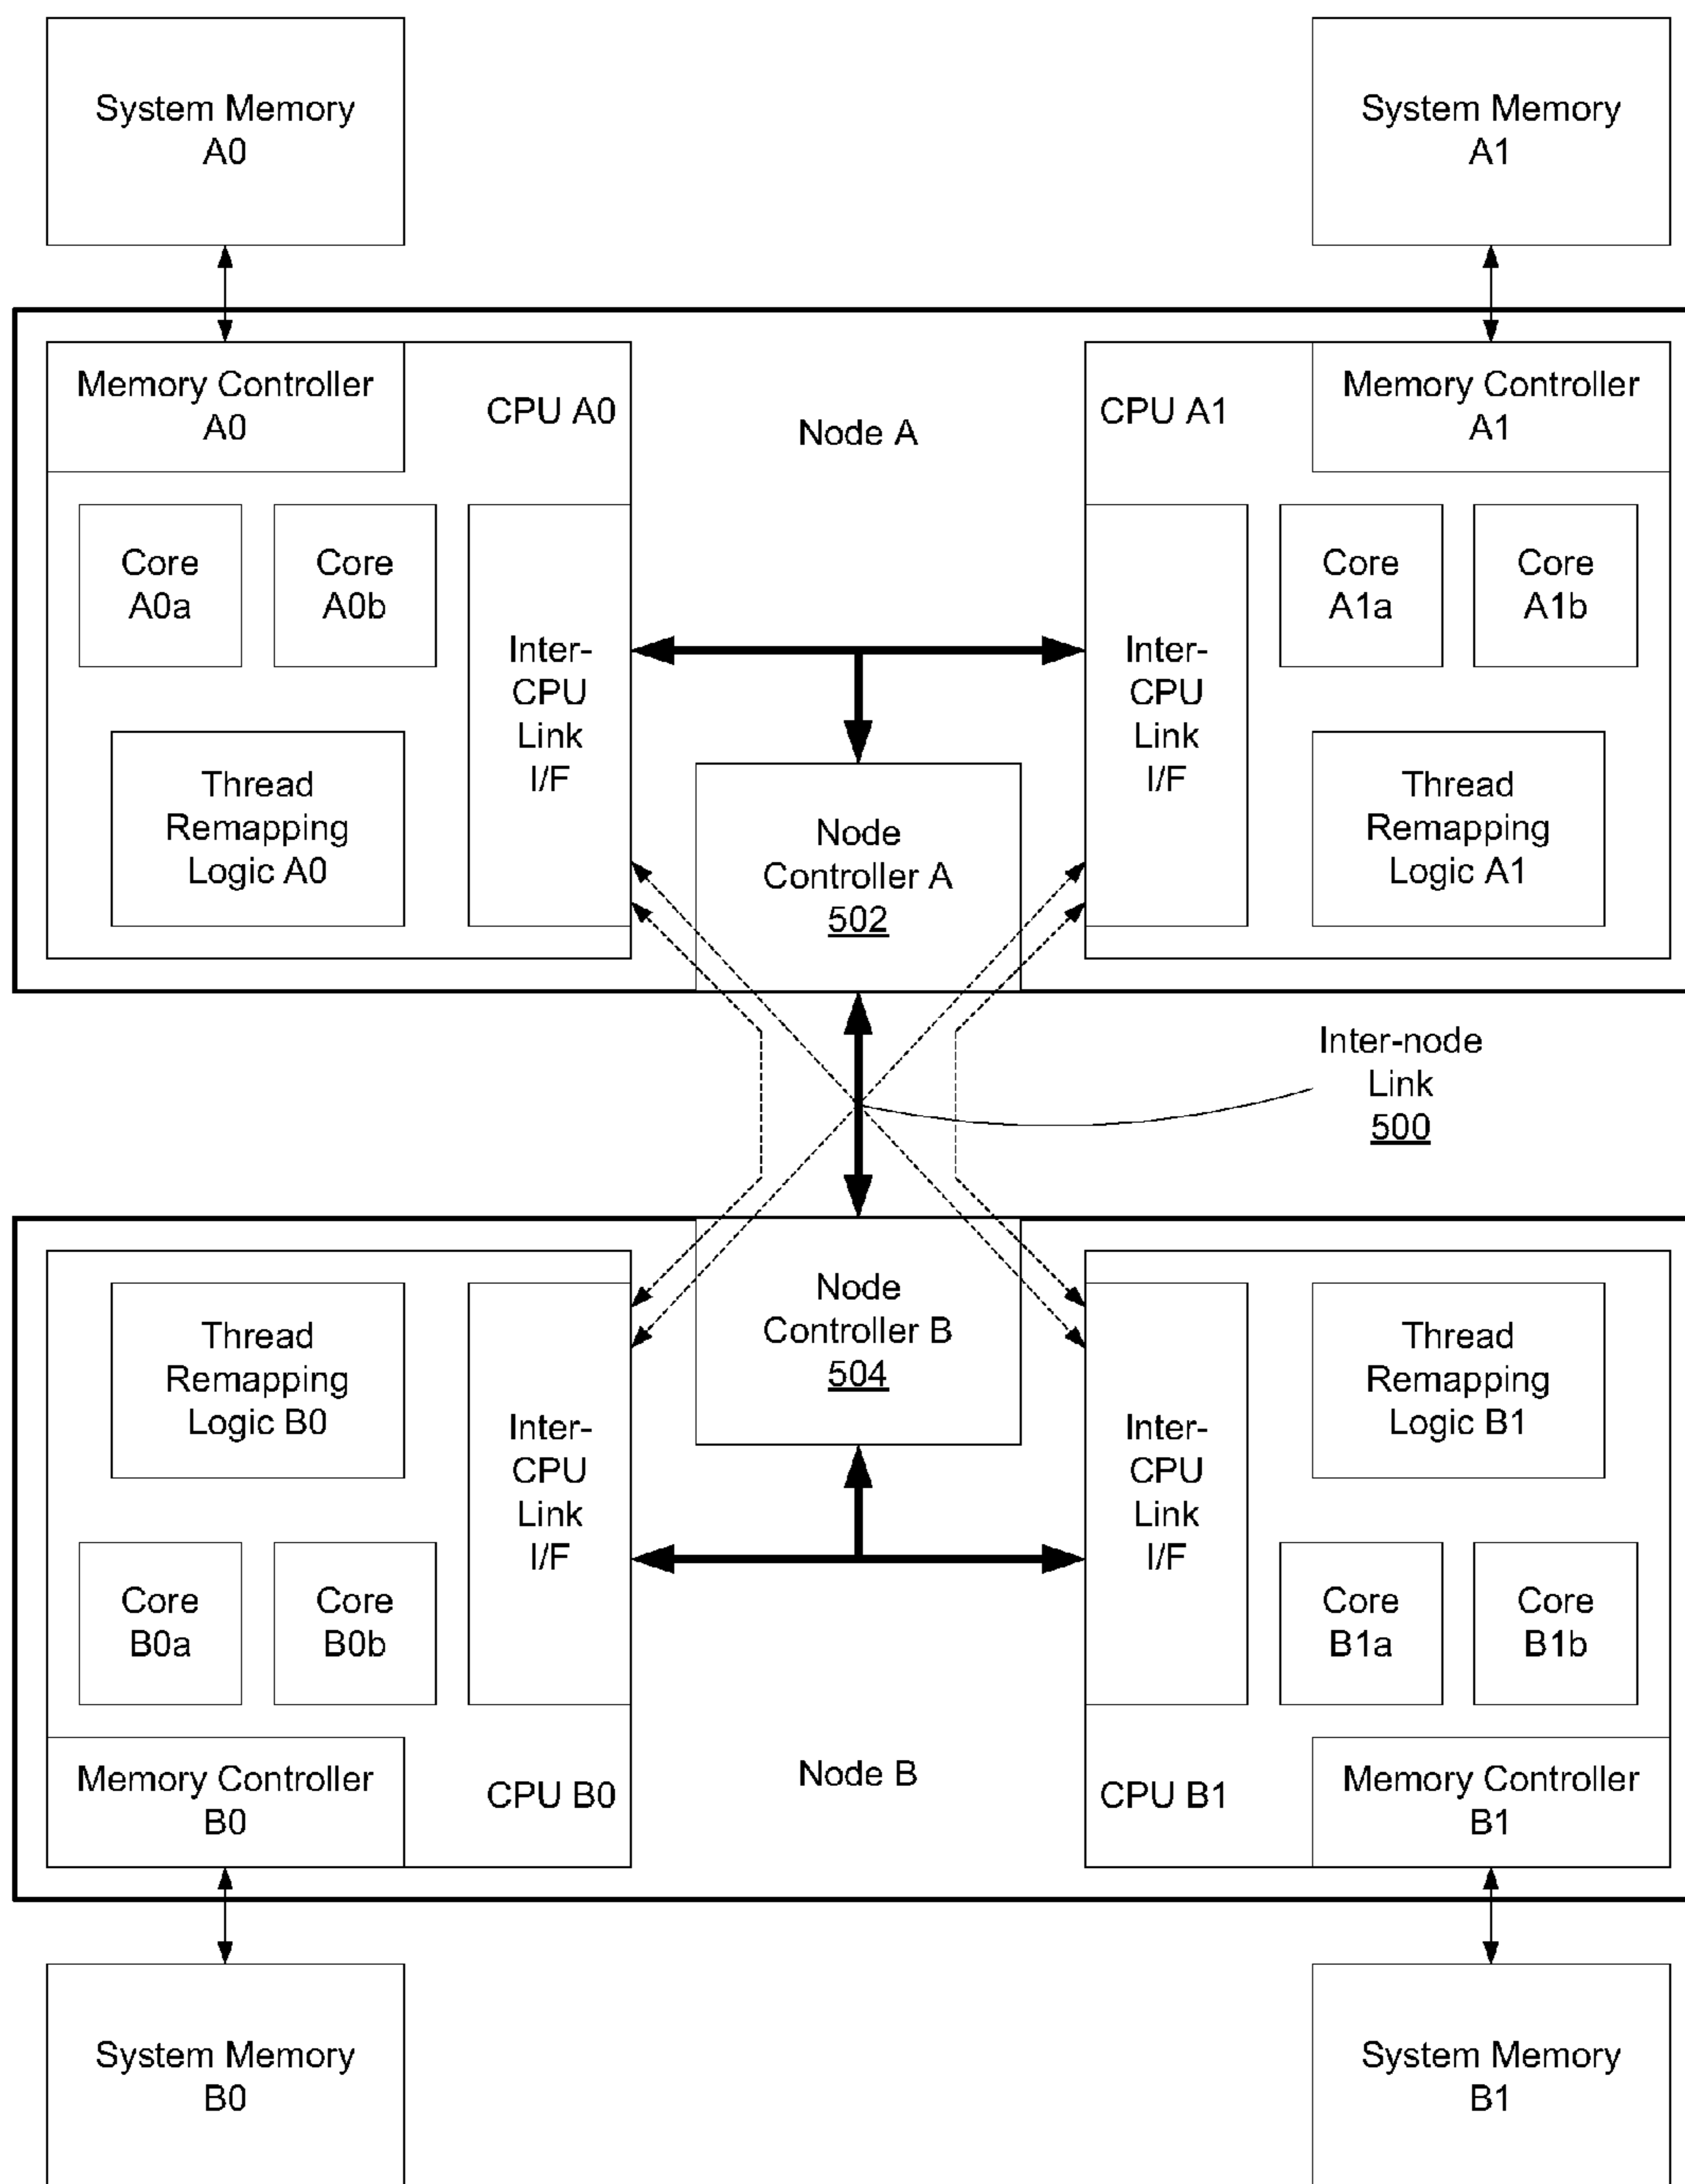 System Memory
A0
System Memory
A1
Memory Controller
A0
CPU A0
Node A
CPU A1
Memory Controller
A1
Core
A0a
Core
A0b
Inter-
CPU
Link
I/F
Inter-
CPU
Link
I/F
Core
A1a
Core
A1b
Thread
Remapping
Logic A0
Node
Controller A
502
Thread
Remapping
Logic A1
Inter-node
Link
500
Thread
Remapping
Logic B0
Inter-
CPU
Link
I/F
Node
Controller B
504
Inter-
CPU
Link
I/F
Thread
Remapping
Logic B1
Core
B0a
Core
B0b
Core
B1a
Core
B1b
Memory Controller
B0
CPU B0
Node B
CPU B1
Memory Controller
B1
System Memory
B0
System Memory
B1